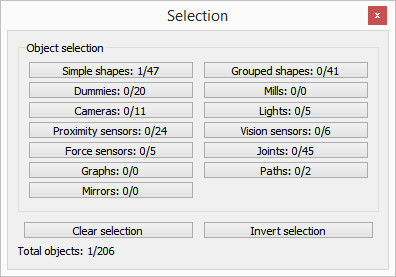 Selection
x
Object selection
Simple shapes: 1/47
Grouped shapes: 0/41
Dummies: 0/20
Mills: 0/0
Cameras: 0/11
Lights: 0/5
Proximity sensors: 0/24
Vision sensors: 0/6
Force sensors: 0/5
Joints: 0/45
Graphs: 0/0
Paths: 0/2
Mirrors: 0/0
Clear selection
Invert selection
Total objects: 1/206